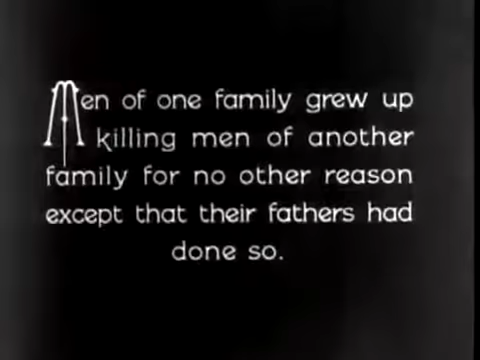 Men of one family grew up
killing men of another
family for no other reason
except that their fathers had
done so.